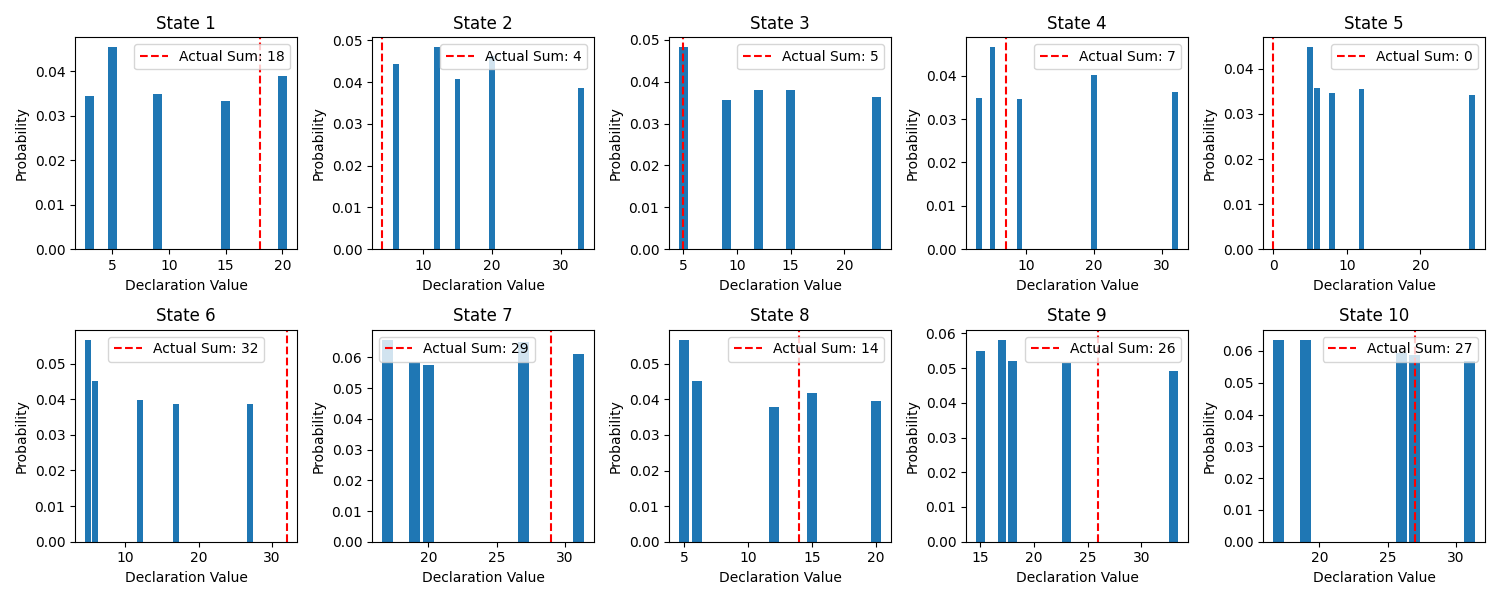 State 1
Actual Sum: 18
0.04
0.03
0.02
0.01
0.00
Probability
5 10 15 20
Declaration Value
State 2
Actual Sum: 4
0.05
0.04
0.03
0.02
0.01
0.00
Probability
10 20 30
Declaration Value
State 3
Actual Sum: 5
0.05
0.04
0.03
0.02
0.01
0.00
Probability
5 10 15 20
Declaration Value
State 4
Actual Sum: 7
0.04
0.03
0.02
0.01
0.00
Probability
10 20 30
Declaration Value
State 5
Actual Sum: 0
0.04
0.03
0.02
0.01
0.00
Probability
0 10 20
Declaration Value
State 6
Actual Sum: 32
0.05
0.04
0.03
0.02
0.01
0.00
Probability
10 20 30
Declaration Value
State 7
Actual Sum: 29
0.06
0.05
0.04
0.03
0.02
0.01
0.00
Probability
20 25 30
Declaration Value
State 8
Actual Sum: 14
0.05
0.04
0.03
0.02
0.01
0.00
Probability
5 10 15 20
Declaration Value
State 9
Actual Sum: 26
0.06
0.05
0.04
0.03
0.02
0.01
0.00
Probability
15 20 25 30
Declaration Value
State 10
Actual Sum: 27
0.06
0.05
0.04
0.03
0.02
0.01
0.00
Probability
20 25 30
Declaration Value